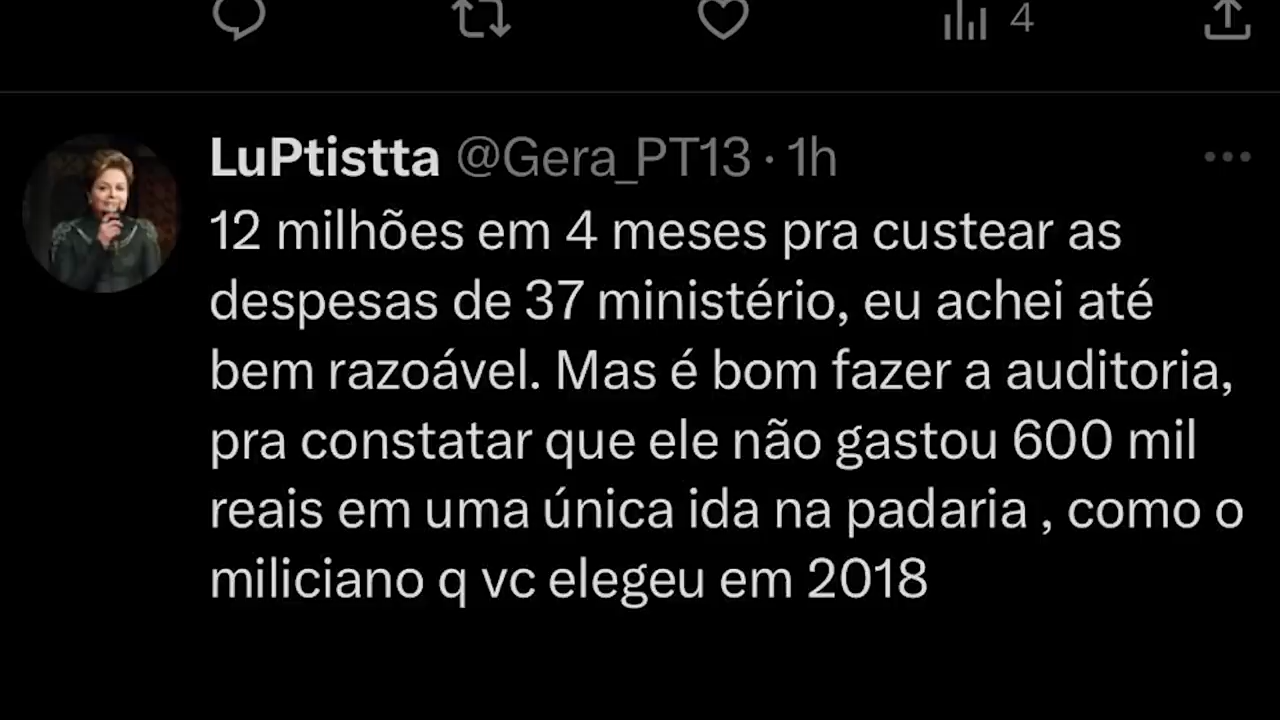 4
LuPtistta @Gera_PT13 · 1h
12 milhões em 4 meses pra custear as
despesas de 37 ministério, eu achei até
bem razoável. Mas é bom fazer a auditoria,
pra constatar que ele não gastou 600 mil
reais em uma única ida na padaria , como o
miliciano q vc elegeu em 2018